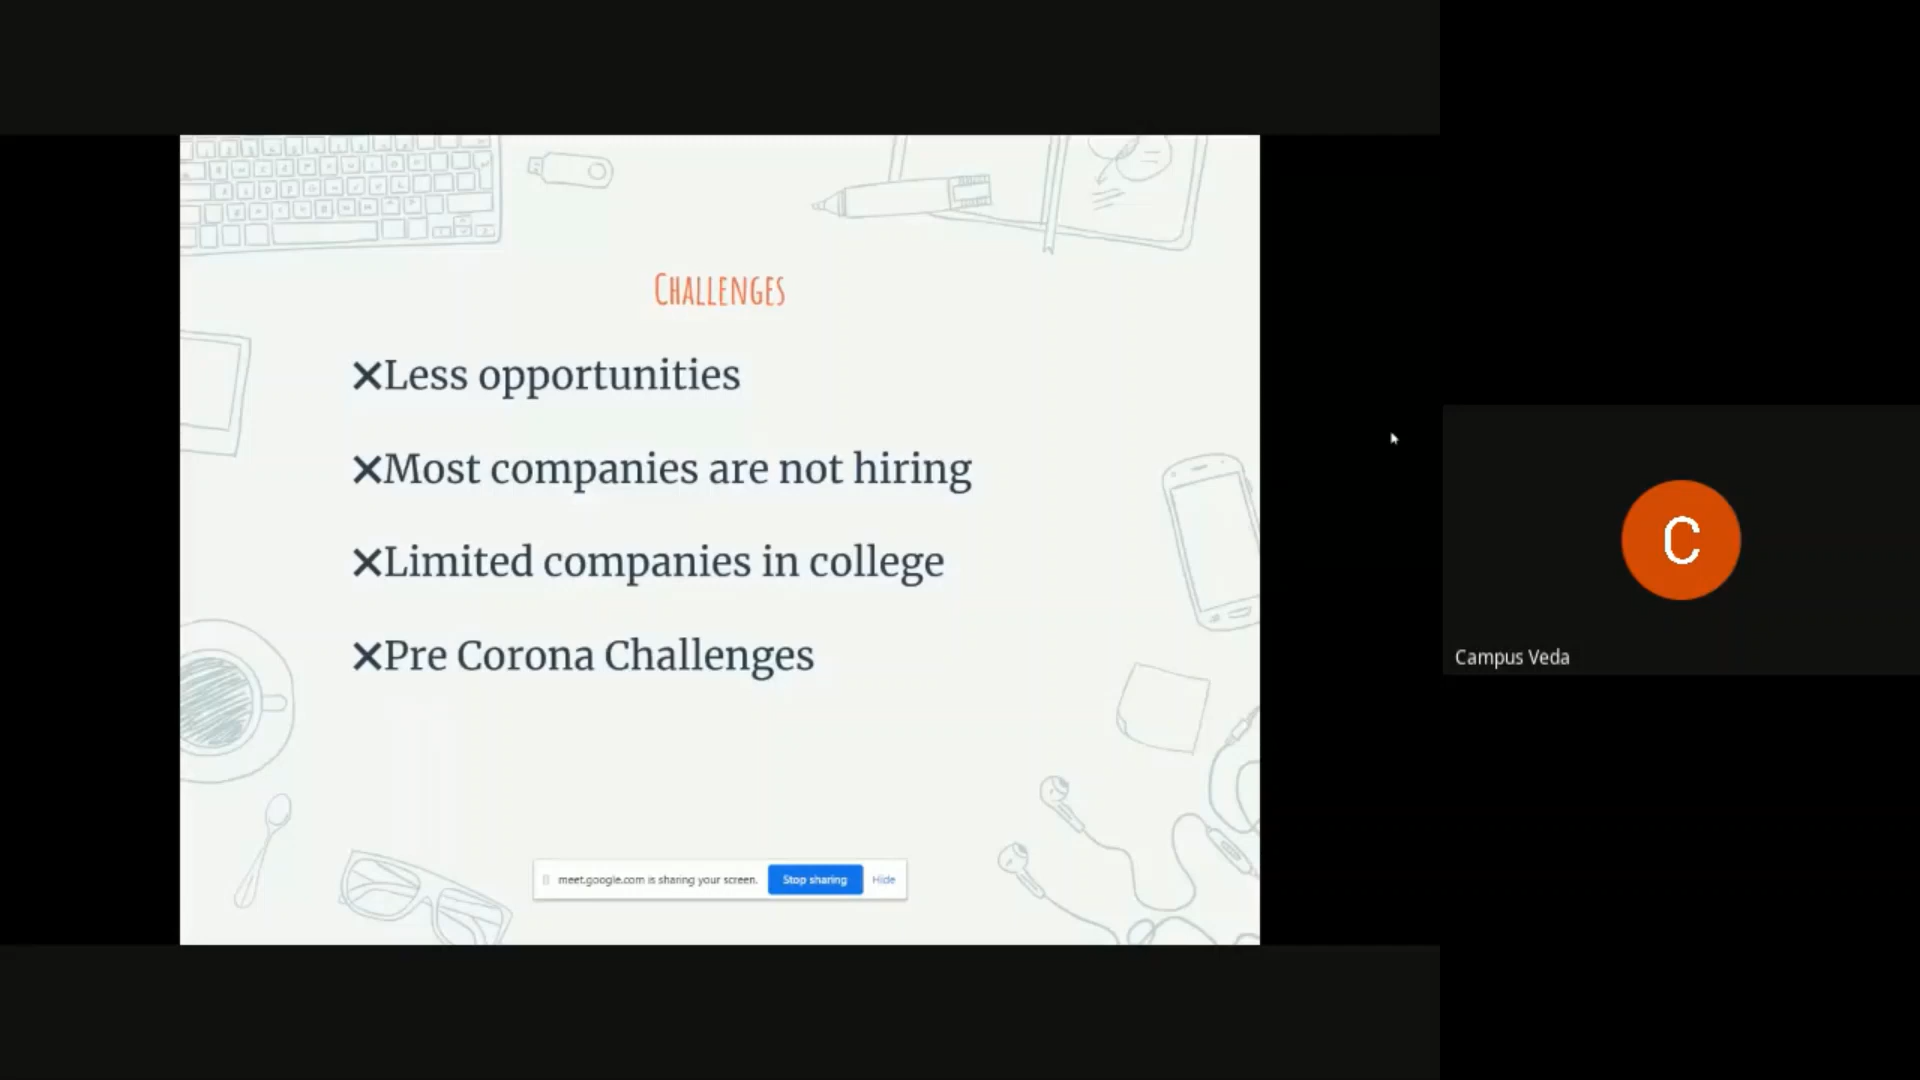 CHALLENGES
❌Less opportunities
❌Most companies are not hiring
❌Limited companies in college
❌Pre Corona Challenges
meet.google.com is sharing your screen. Stop sharing Hide
C
Campus Veda